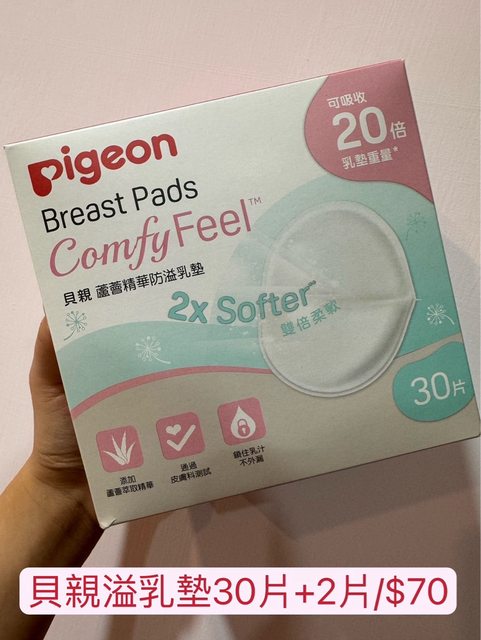 可吸收
20倍
乳墊重量*
Pigeon
Breast Pads
ComfyFeel™
貝親 蘆薈精華防溢乳墊
2x Softer
雙倍柔軟
30片
添加
蘆薈萃取精華
通過
皮膚科測試
鎖住乳汁
不外漏
貝親溢乳墊30片+2片/$70